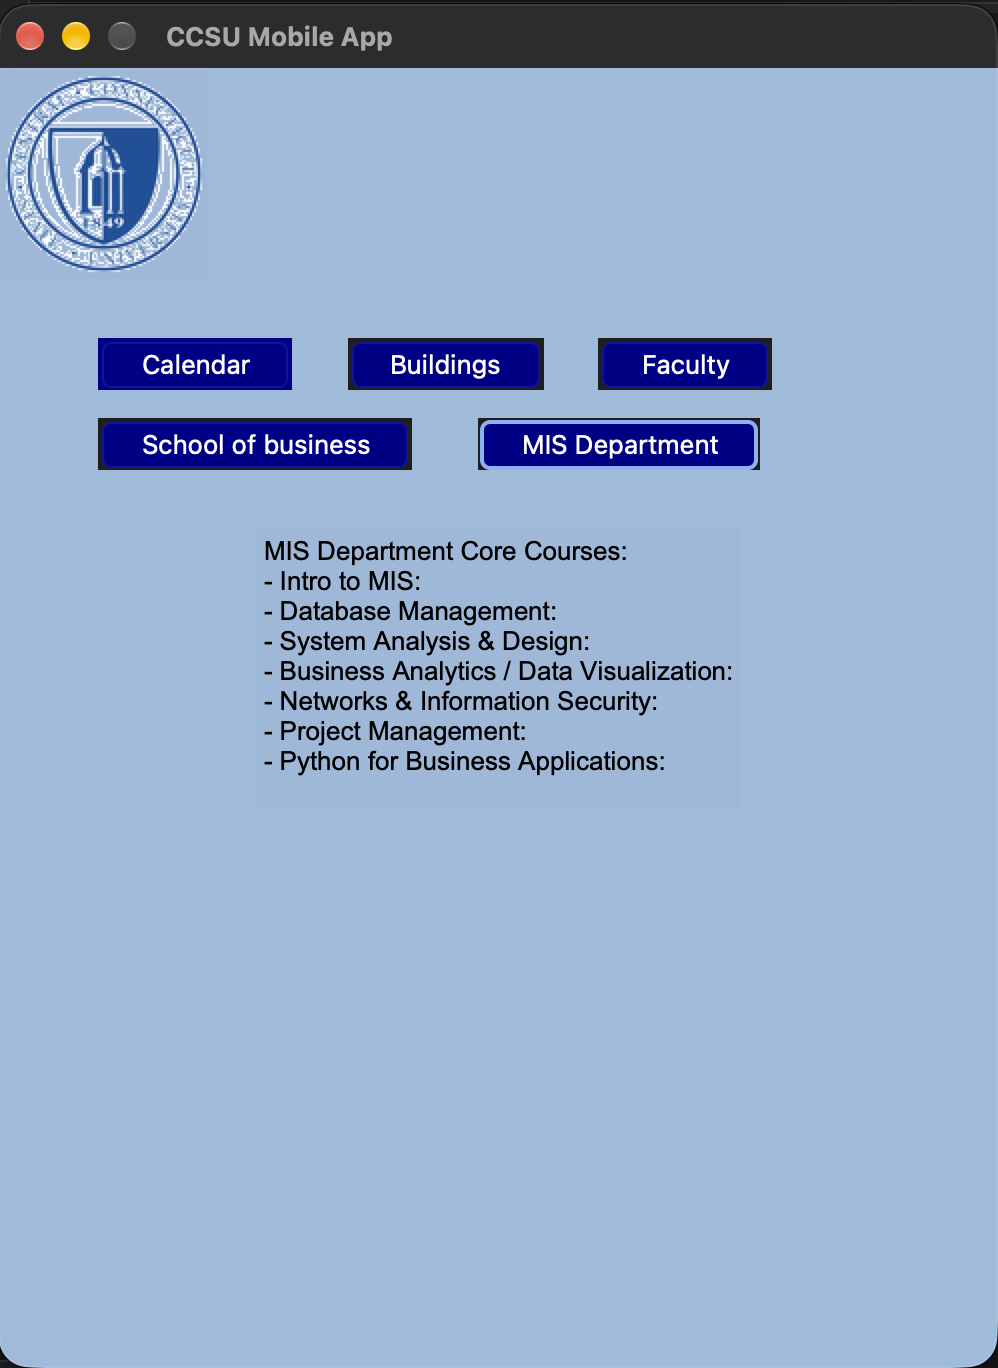 CCSU Mobile App
1849
Calendar
Buildings
Faculty
School of business
MIS Department
MIS Department Core Courses:
- Intro to MIS:
- Database Management:
- System Analysis & Design:
- Business Analytics / Data Visualization:
- Networks & Information Security:
- Project Management:
- Python for Business Applications: